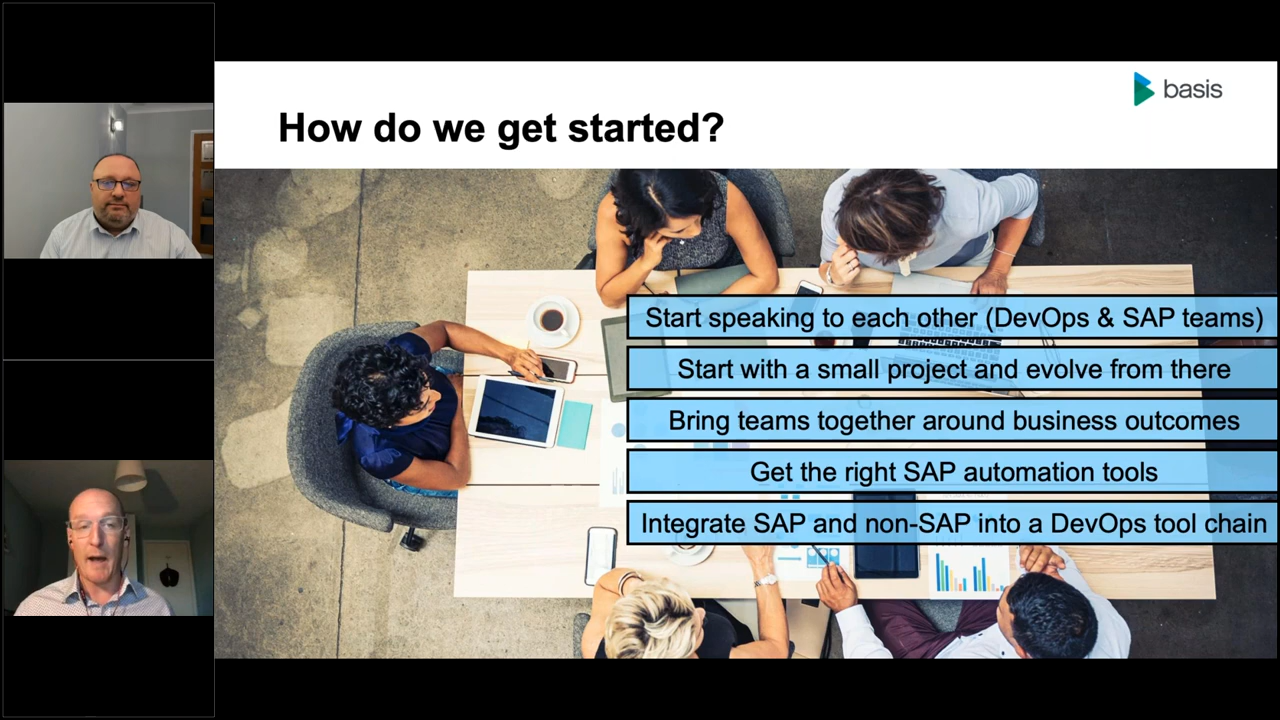 basis
How do we get started?
Start speaking to each other (DevOps & SAP teams)
Start with a small project and evolve from there
Bring teams together around business outcomes
Get the right SAP automation tools
Integrate SAP and non-SAP into a DevOps tool chain